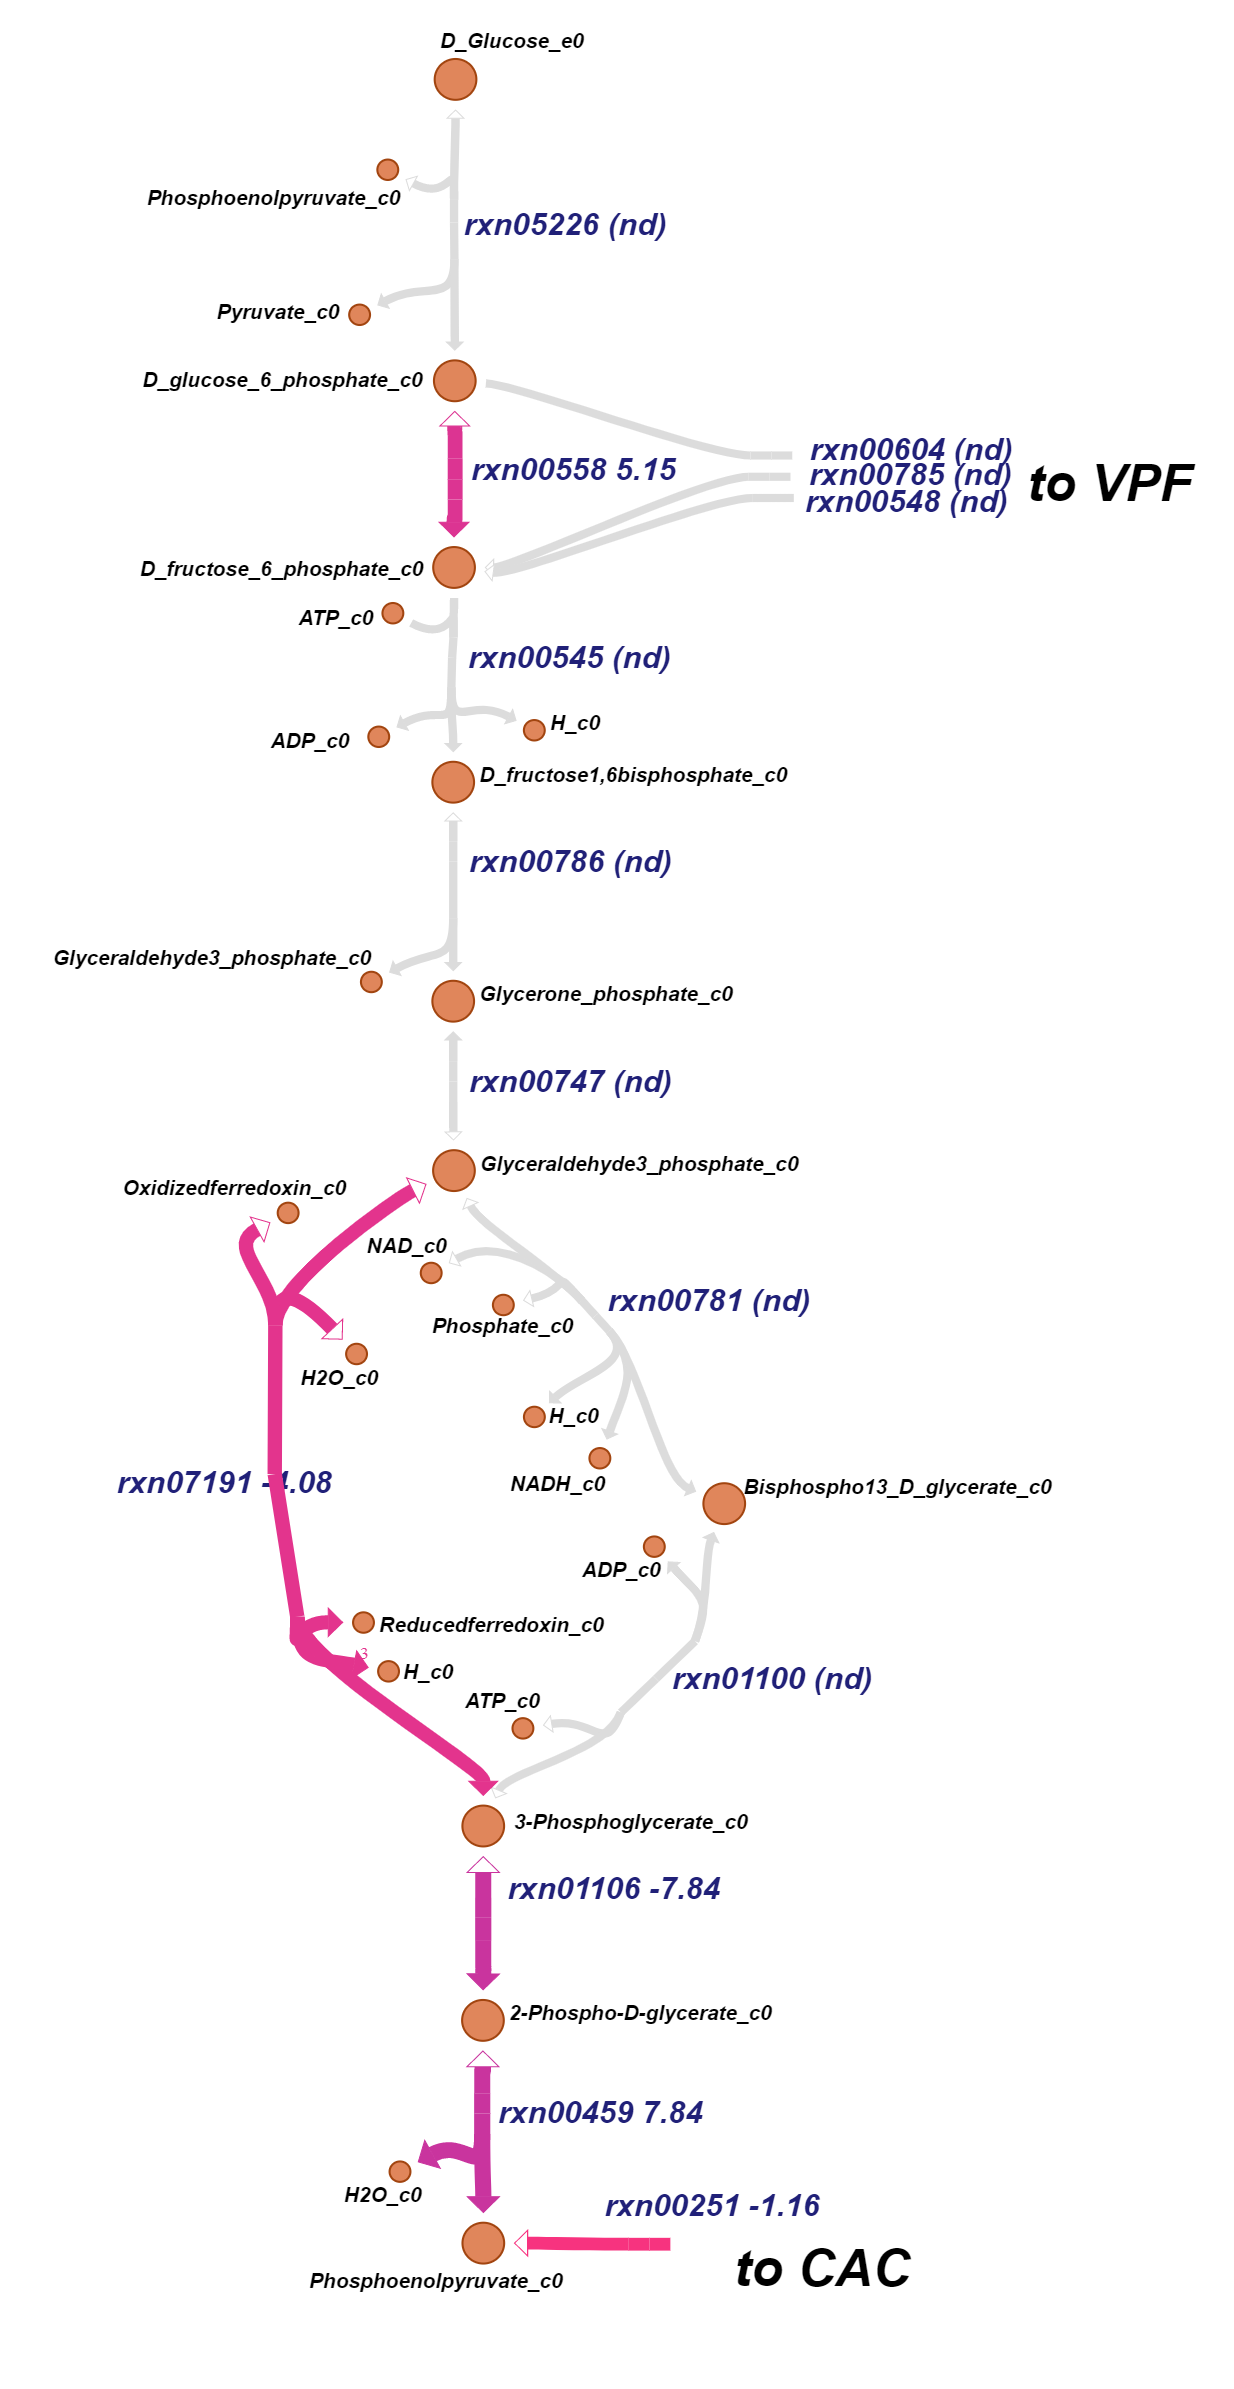 D_Glucose_e0
Phosphoenolpyruvate_c0
rxn05226 (nd)
Pyruvate_c0
D_glucose_6_phosphate_c0
rxn00604 (nd)
rxn00558 5.15
rxn00785 (nd)
to VPF
rxn00548 (nd)
D_fructose_6_phosphate_c0
ATP_c0
rxn00545 (nd)
H_c0
ADP_c0
D_fructose1,6bisphosphate_c0
rxn00786 (nd)
Glyceraldehyde3_phosphate_c0
Glycerone_phosphate_c0
rxn00747 (nd)
Glyceraldehyde3_phosphate_c0
Oxidizedferredoxin_c0
NAD_c0
rxn00781 (nd)
Phosphate_c0
H2O_c0
H_c0
rxn07191 -4.08
NADH_c0
Bisphospho13_D_glycerate_c0
ADP_c0
Reducedferredoxin_c0
3
H_c0
rxn01100 (nd)
ATP_c0
3-Phosphoglycerate_c0
rxn01106 -7.84
2-Phospho-D-glycerate_c0
rxn00459 7.84
H2O_c0
rxn00251 -1.16
to CAC
Phosphoenolpyruvate_c0